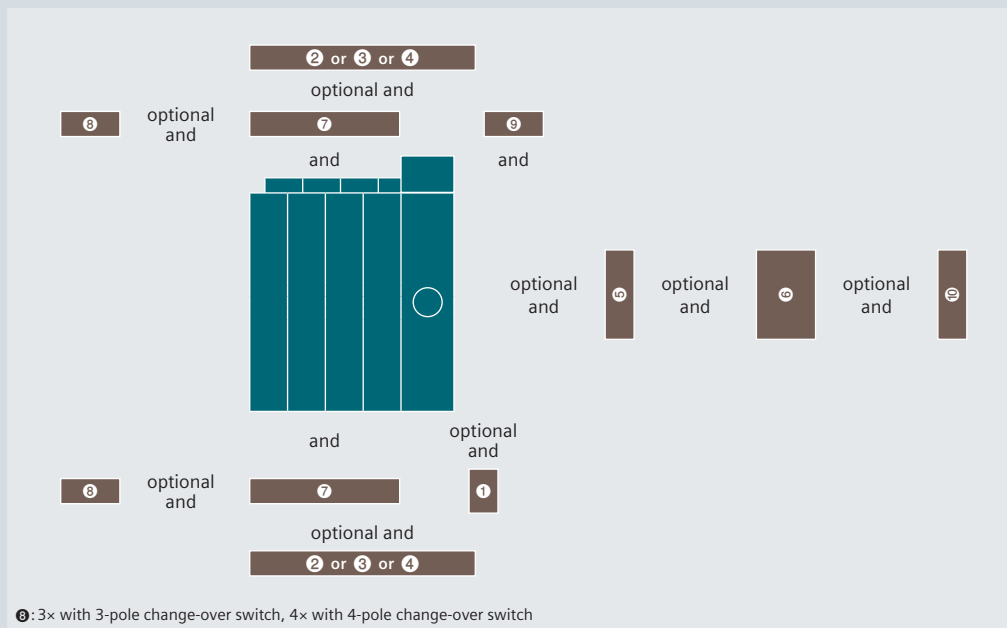 ❷ or ❸ or ❹
optional and
❽
optional
and
❼
❾
and
and
optional
and
❺
optional
and
❻
optional
and
❿
and
optional
and
❽
optional
and
❼
❶
optional and
❷ or ❸ or ❹
❽: 3× with 3-pole change-over switch, 4× with 4-pole change-over switch